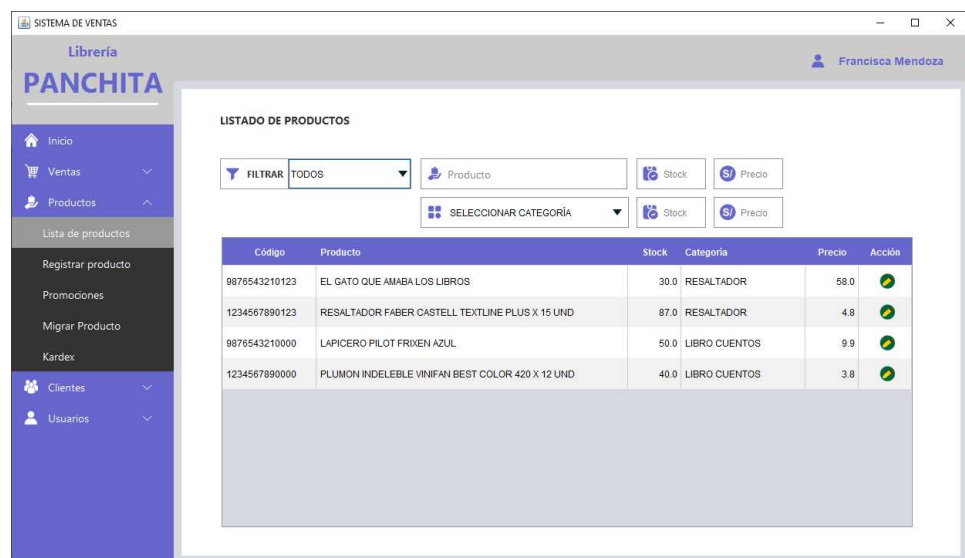 SISTEMA DE VENTAS
Librería
PANCHITA
Francisca Mendoza
Inicio
Ventas
Productos
Lista de productos
Registrar producto
Promociones
Migrar Producto
Kardex
Clientes
Usuarios
LISTADO DE PRODUCTOS
FILTRAR TODOS Producto Stock S/ Precio
SELECCIONAR CATEGORÍA Stock S/ Precio
Código Producto Stock Categoría Precio Acción
9876543210123 EL GATO QUE AMABA LOS LIBROS 30.0 RESALTADOR 58.0
1234567890123 RESALTADOR FABER CASTELL TEXTLINE PLUS X 15 UND 87.0 RESALTADOR 4.8
9876543210000 LAPICERO PILOT FRIXEN AZUL 50.0 LIBRO CUENTOS 9.9
1234567890000 PLUMON INDELEBLE VINIFAN BEST COLOR 420 X 12 UND 40.0 LIBRO CUENTOS 3.8